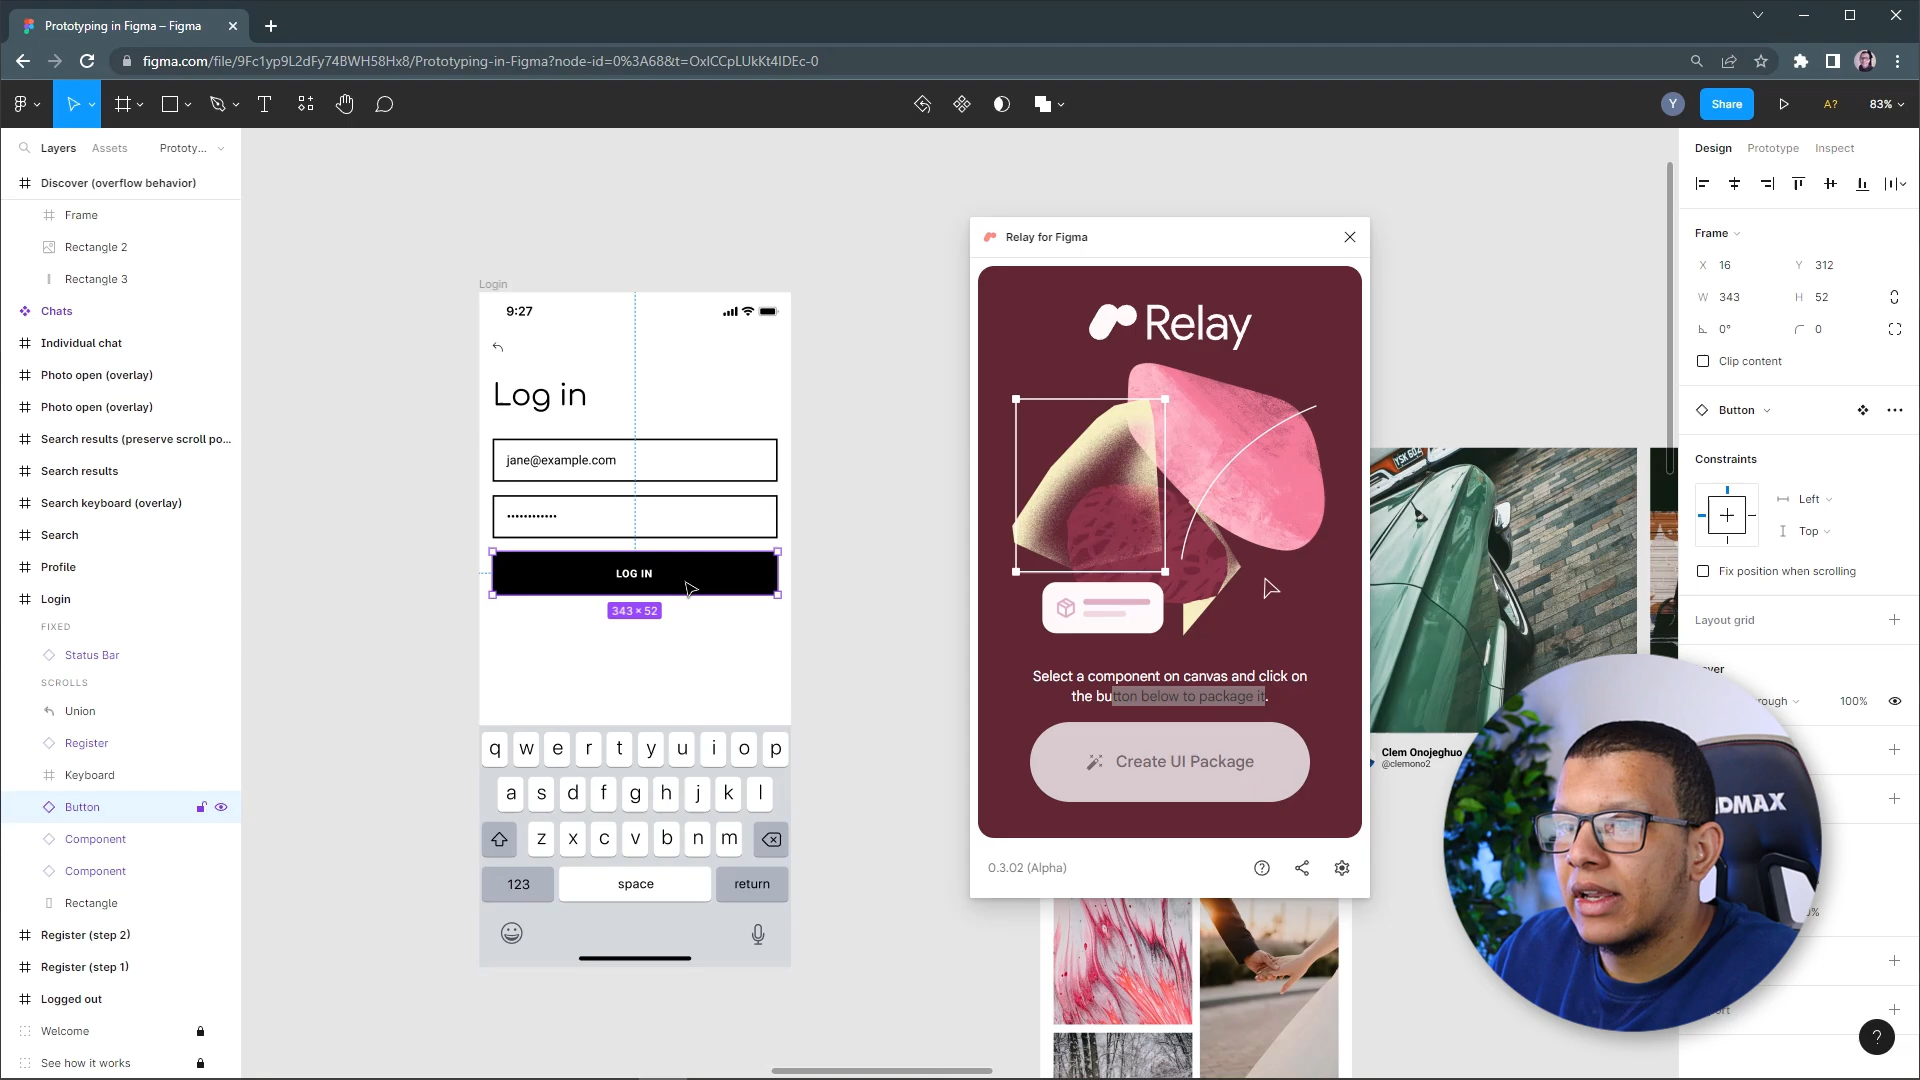 Prototyping in Figma – Figma
figma.com/file/9Fc1yp9L2dFy74BWH58Hx8/Prototyping-in-Figma?node-id=0%3A68&t=OxICCpLUkKt4IDEc-0
Y
Share
A?
83%
Layers
Assets
Prototy...
Discover (overflow behavior)
Frame
Rectangle 2
Rectangle 3
Chats
Individual chat
Photo open (overlay)
Photo open (overlay)
Search results (preserve scroll po...
Search results
Search keyboard (overlay)
Search
Profile
Login
FIXED
Status Bar
SCROLLS
Union
Register
Keyboard
Button
Component
Component
Rectangle
Register (step 2)
Register (step 1)
Logged out
Welcome
See how it works
Login
9:27
Log in
jane@example.com
LOG IN
343 × 52
q w e r t y u i o p
a s d f g h j k l
z x c v b n m
123
space
return
Relay for Figma
Relay
Select a component on canvas and click on
the button below to package it.
Create UI Package
0.3.02 (Alpha)
YSK 602
Clem Onojeghuo
@clemono2
Design
Prototype
Inspect
Frame
X 16
Y 312
W 343
H 52
0°
0
Clip content
Button
Constraints
Left
Top
Fix position when scrolling
Layout grid
100%
?